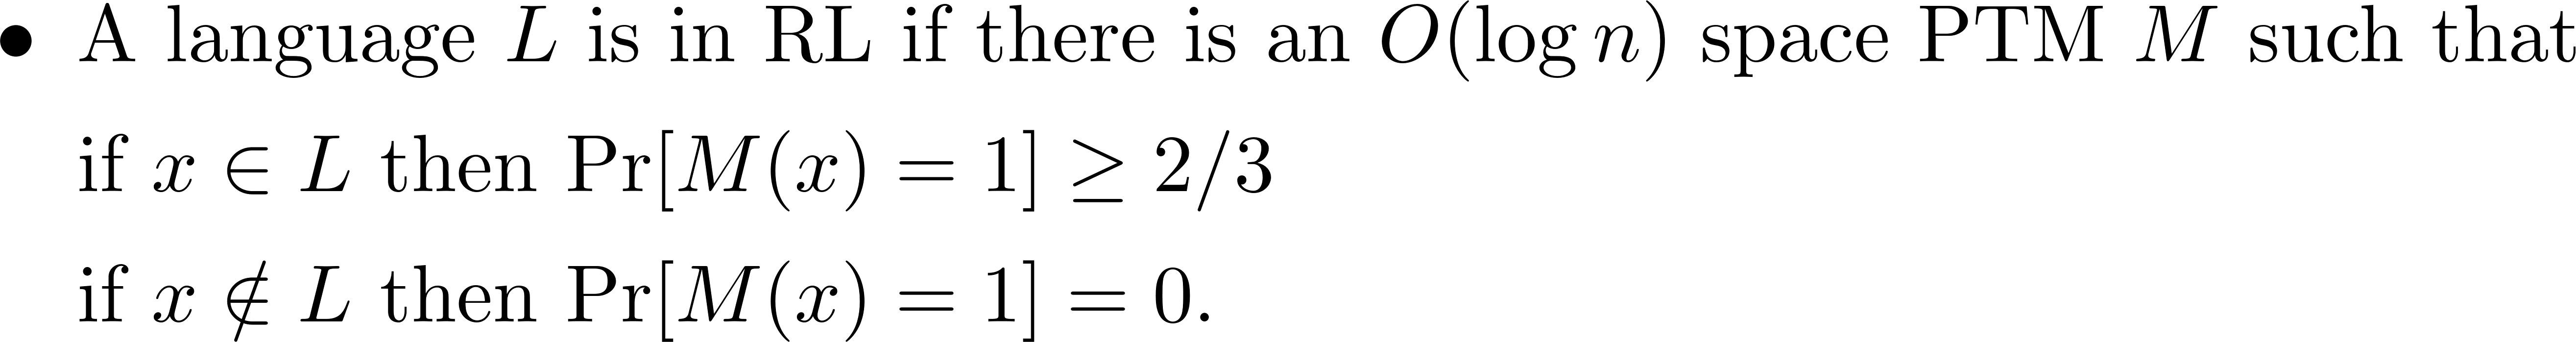 • A language L is in RL if there is an O(log n) space PTM M such that
if x ∈ L then Pr[M(x) = 1] ≥ 2/3
if x ∉ L then Pr[M(x) = 1] = 0.